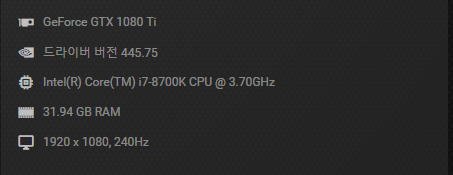 GeForce GTX 1080 Ti
드라이버 버전 445.75
Intel(R) Core(TM) i7-8700K CPU @ 3.70GHz
31.94 GB RAM
1920 x 1080, 240Hz